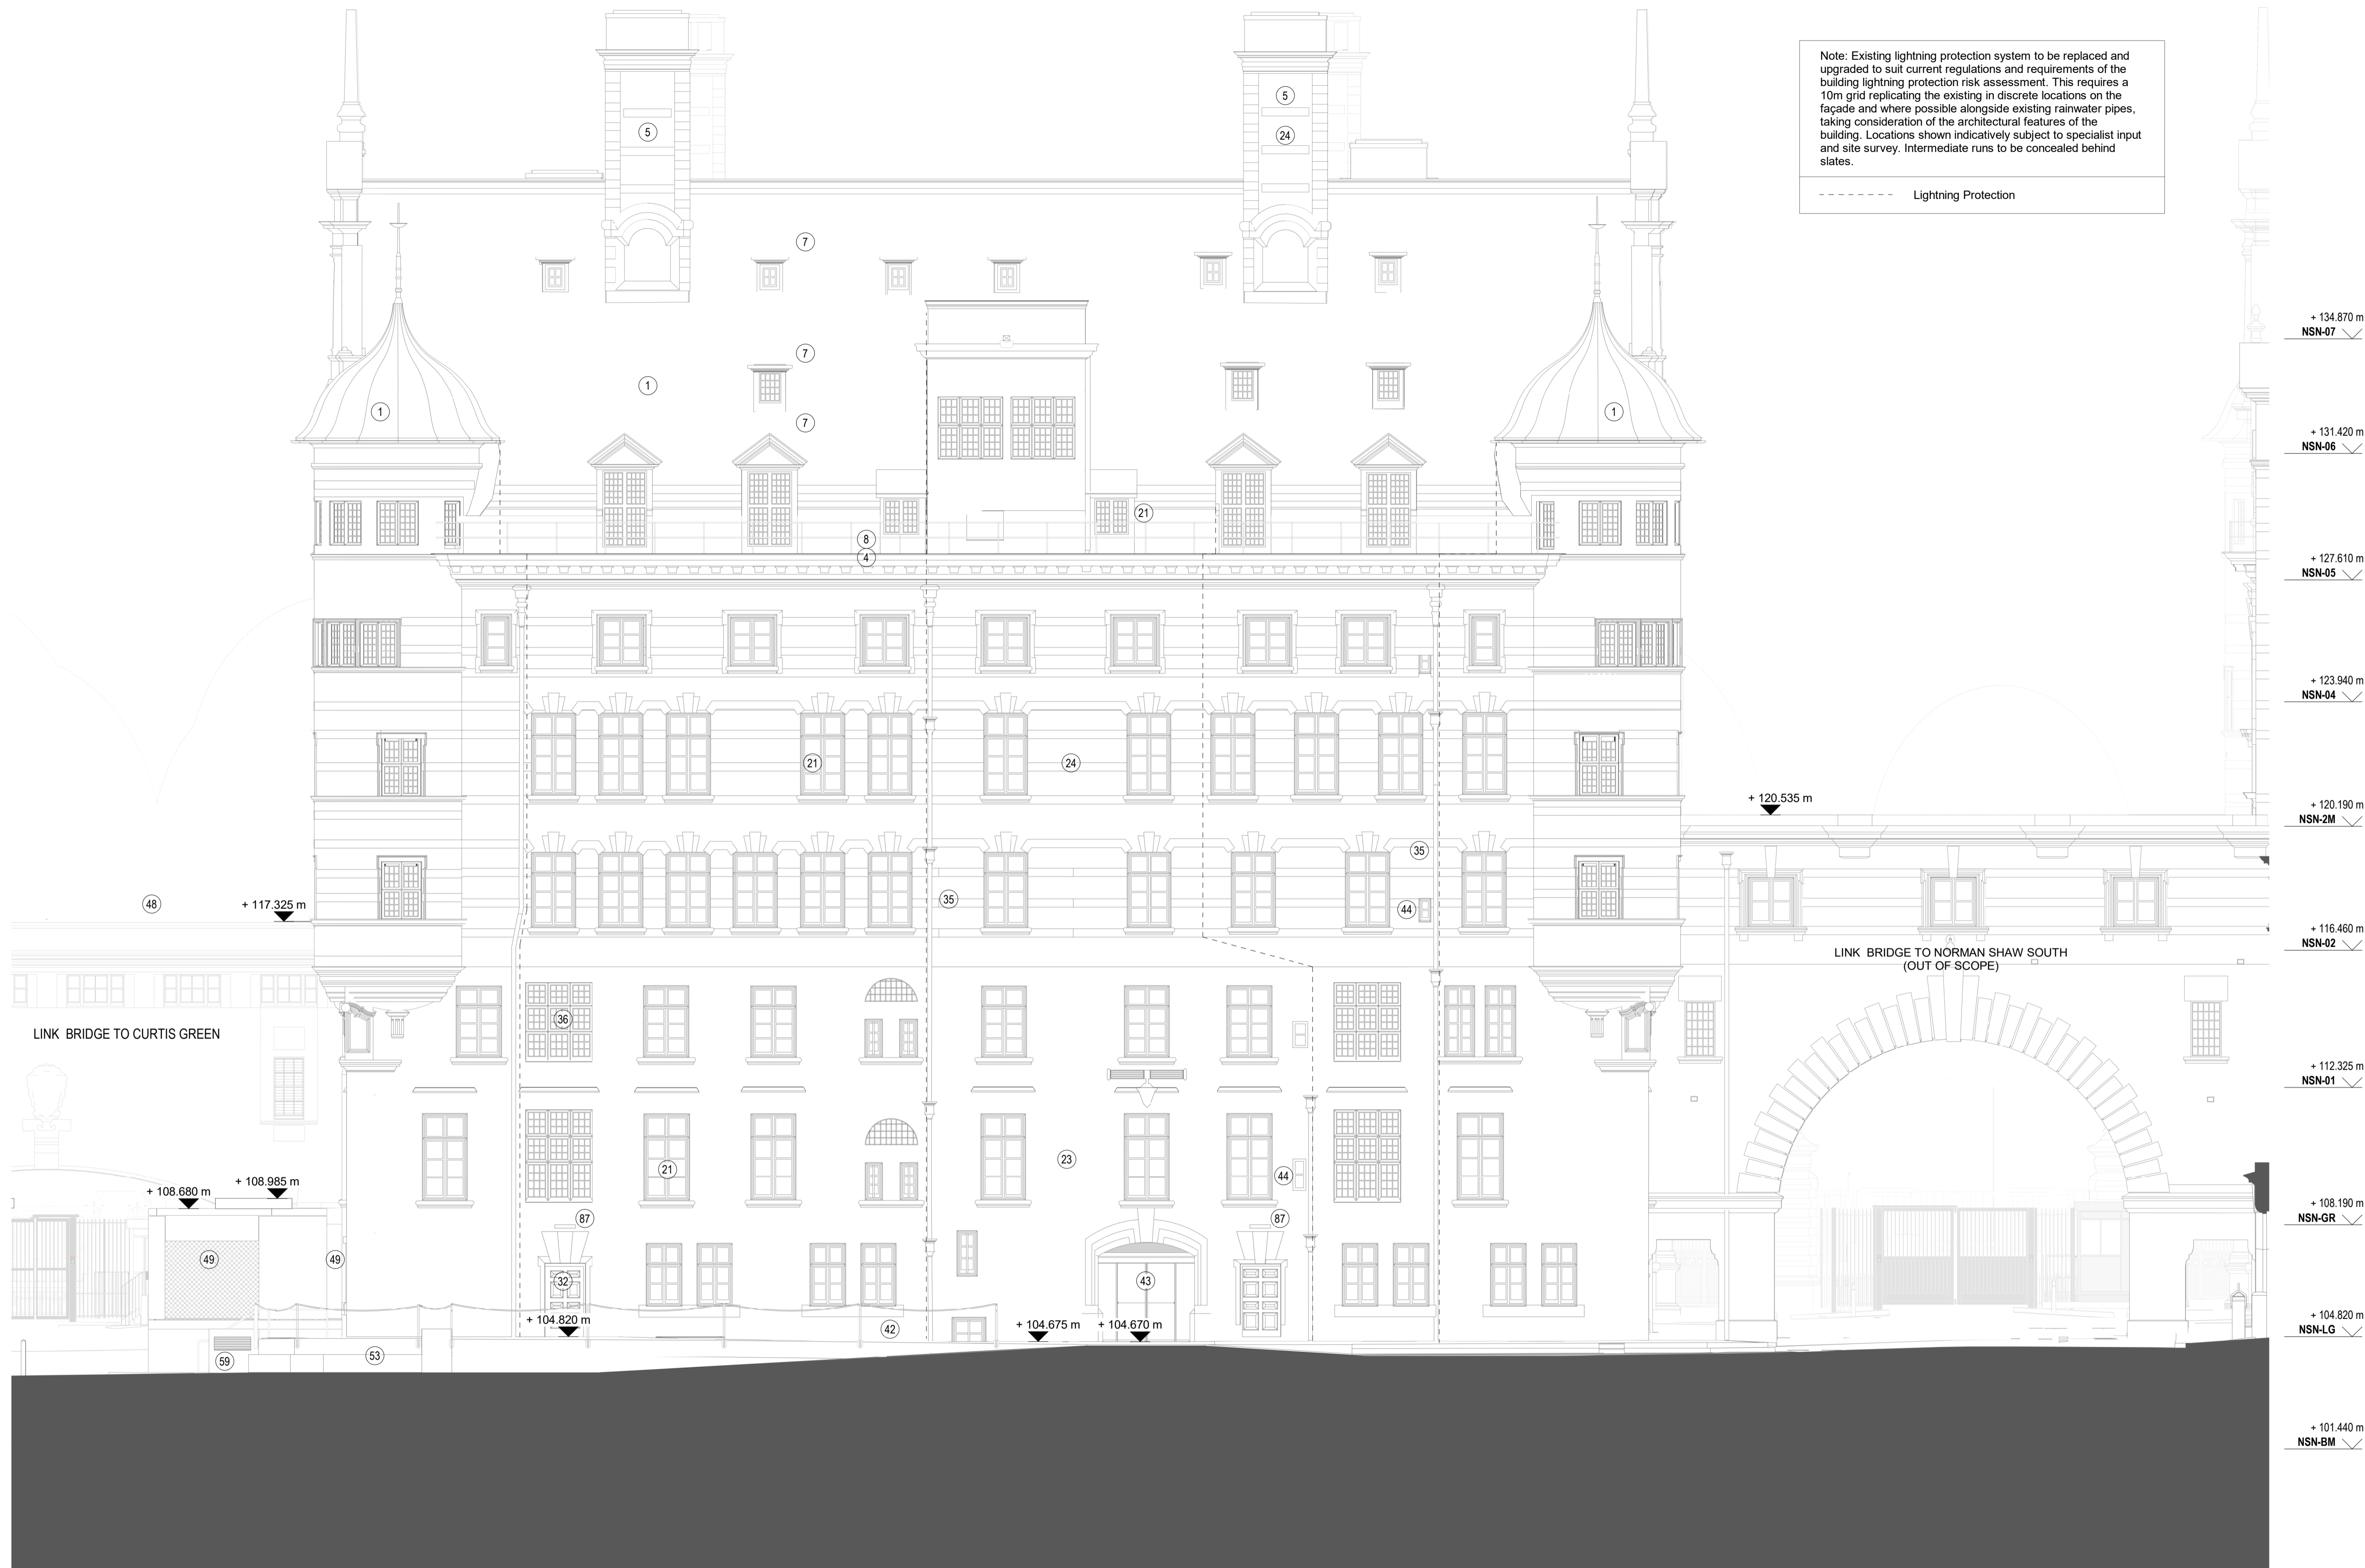 Note: Existing lightning protection system to be replaced and
upgraded to suit current regulations and requirements of the
building lightning protection risk assessment. This requires a
10m grid replicating the existing in discrete locations on the
façade and where possible alongside existing rainwater pipes,
taking consideration of the architectural features of the
building. Locations shown indicatively subject to specialist input
and site survey. Intermediate runs to be concealed behind
slates.
Lightning Protection
5
5
24
7
+ 134.870 m
NSN-07
7
1
1
1
7
+ 131.420 m
NSN-06
21
8
4
+ 127.610 m
NSN-05
+ 123.940 m
NSN-04
21
24
+ 120.535 m
+ 120.190 m
NSN-2M
35
48
+ 117.325 m
35
44
+ 116.460 m
NSN-02
LINK BRIDGE TO NORMAN SHAW SOUTH
(OUT OF SCOPE)
36
LINK BRIDGE TO CURTIS GREEN
+ 112.325 m
NSN-01
23
21
44
+ 108.680 m
+ 108.985 m
+ 108.190 m
NSN-GR
87
87
49
49
32
43
+ 104.820 m
+ 104.675 m
+ 104.670 m
+ 104.820 m
NSN-LG
42
53
59
+ 101.440 m
NSN-BM